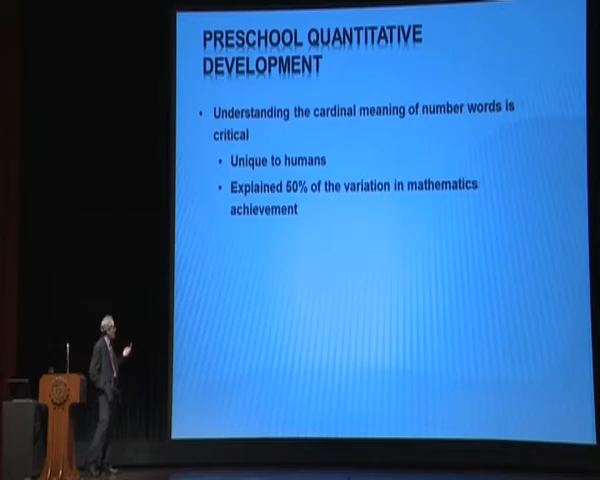 PRESCHOOL QUANTITATIVE
DEVELOPMENT
• Understanding the cardinal meaning of number words is
critical
• Unique to humans
• Explained 50% of the variation in mathematics
achievement